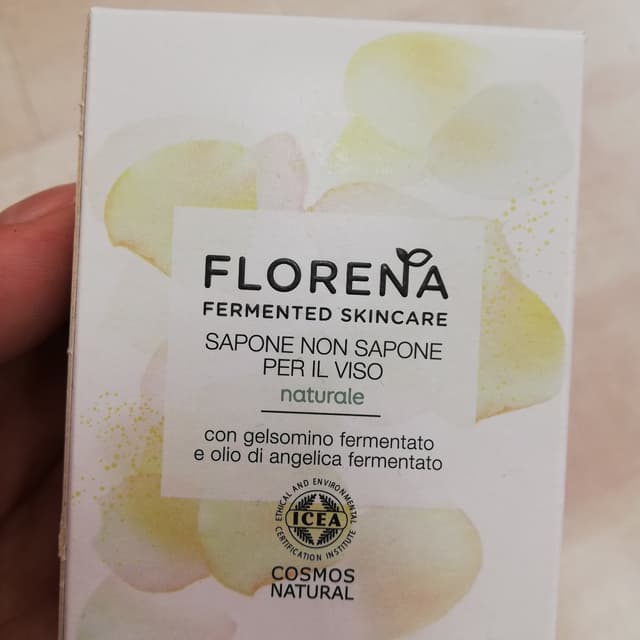 FLORENA
FERMENTED SKINCARE
SAPONE NON SAPONE
PER IL VISO
naturale
con gelsomino fermentato
e olio di angelica fermentato
ETHICAL AND ENVIRONMENTAL
ICEA
CERTIFICATION INSTITUTE
COSMOS
NATURAL